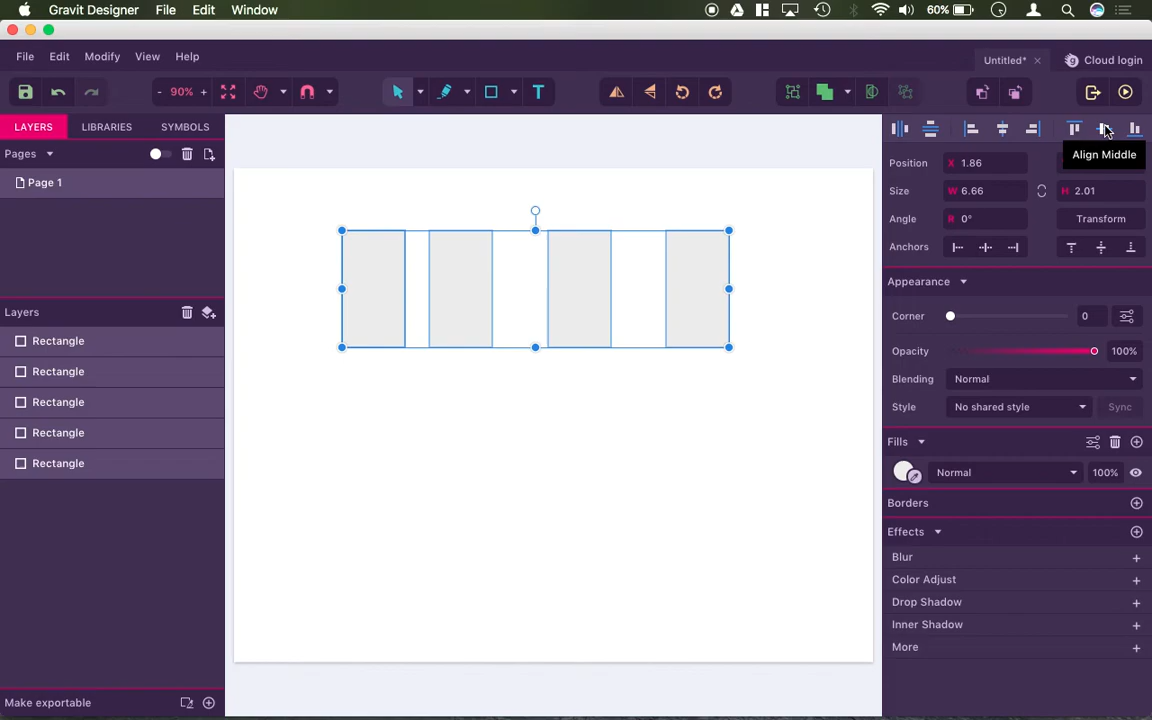 Gravit Designer File Edit Window 60%
File Edit Modify View Help Untitled* × Cloud login
- 90% + T
LAYERS LIBRARIES SYMBOLS
Pages
Page 1
Layers
Rectangle
Rectangle
Rectangle
Rectangle
Rectangle
Make exportable
Align Middle
Position X 1.86
Size W 6.66 H 2.01
Angle R 0° Transform
Anchors
Appearance
Corner 0
Opacity 100%
Blending Normal
Style No shared style Sync
Fills
Normal 100%
Borders
Effects
Blur
Color Adjust
Drop Shadow
Inner Shadow
More